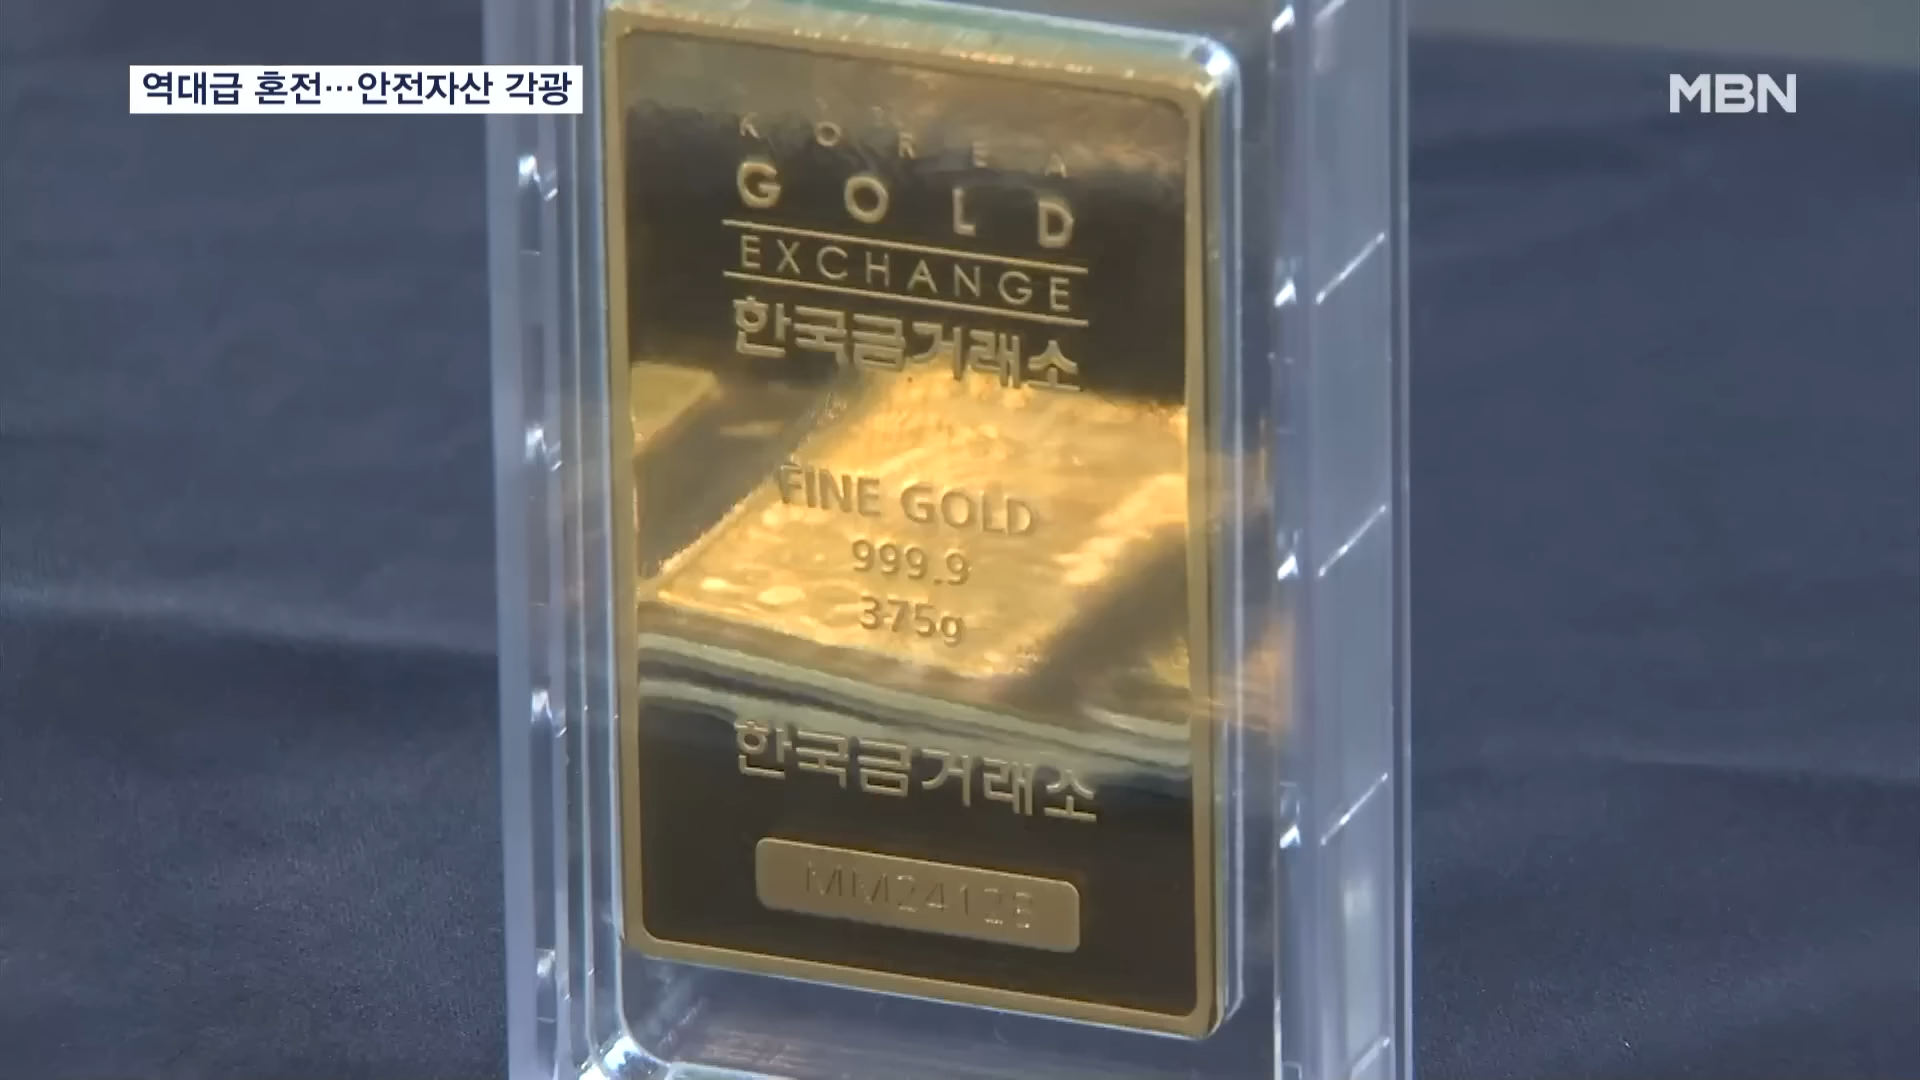 역대급 혼전…안전자산 각광
MBN
KOREA
GOLD
EXCHANGE
한국금거래소
FINE GOLD
999.9
375g
한국금거래소
MM24128